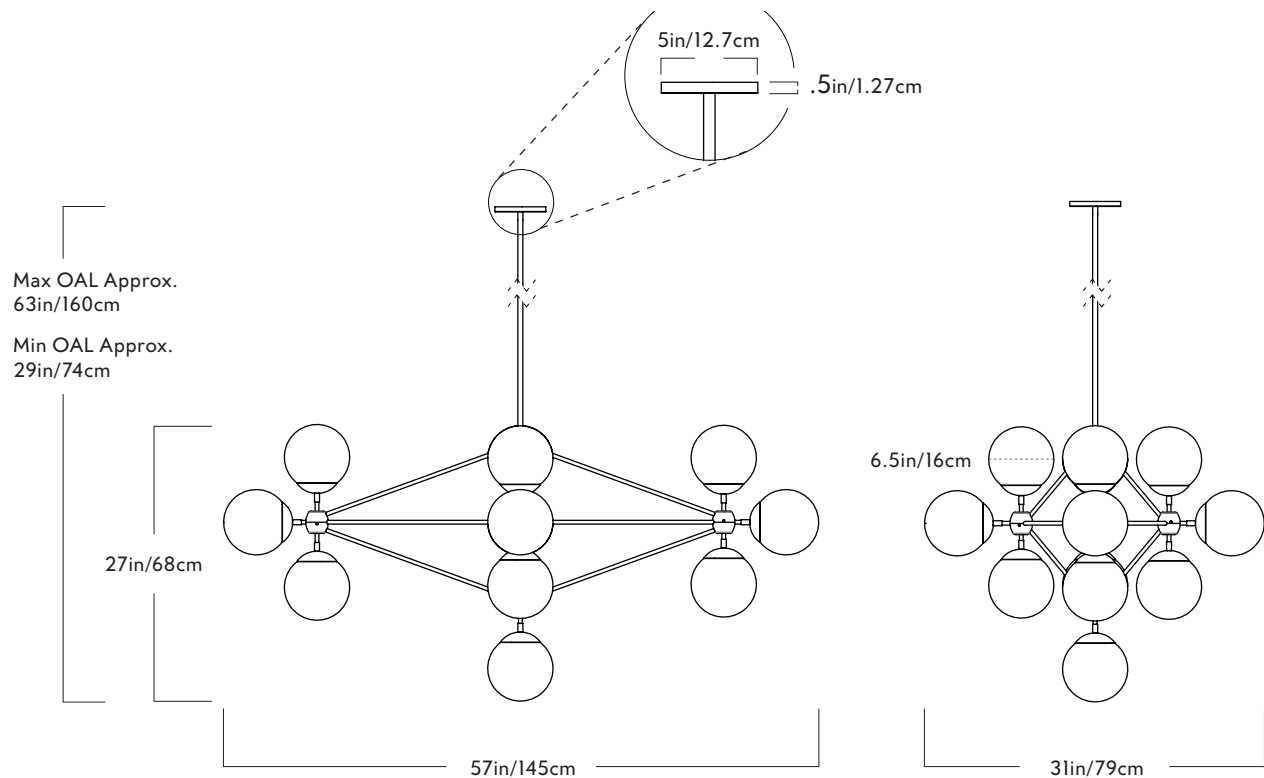 5in/12.7cm
.5in/1.27cm
Max OAL Approx.
63in/160cm
Min OAL Approx.
29in/74cm
6.5in/16cm
27in/68cm
57in/145cm
31in/79cm